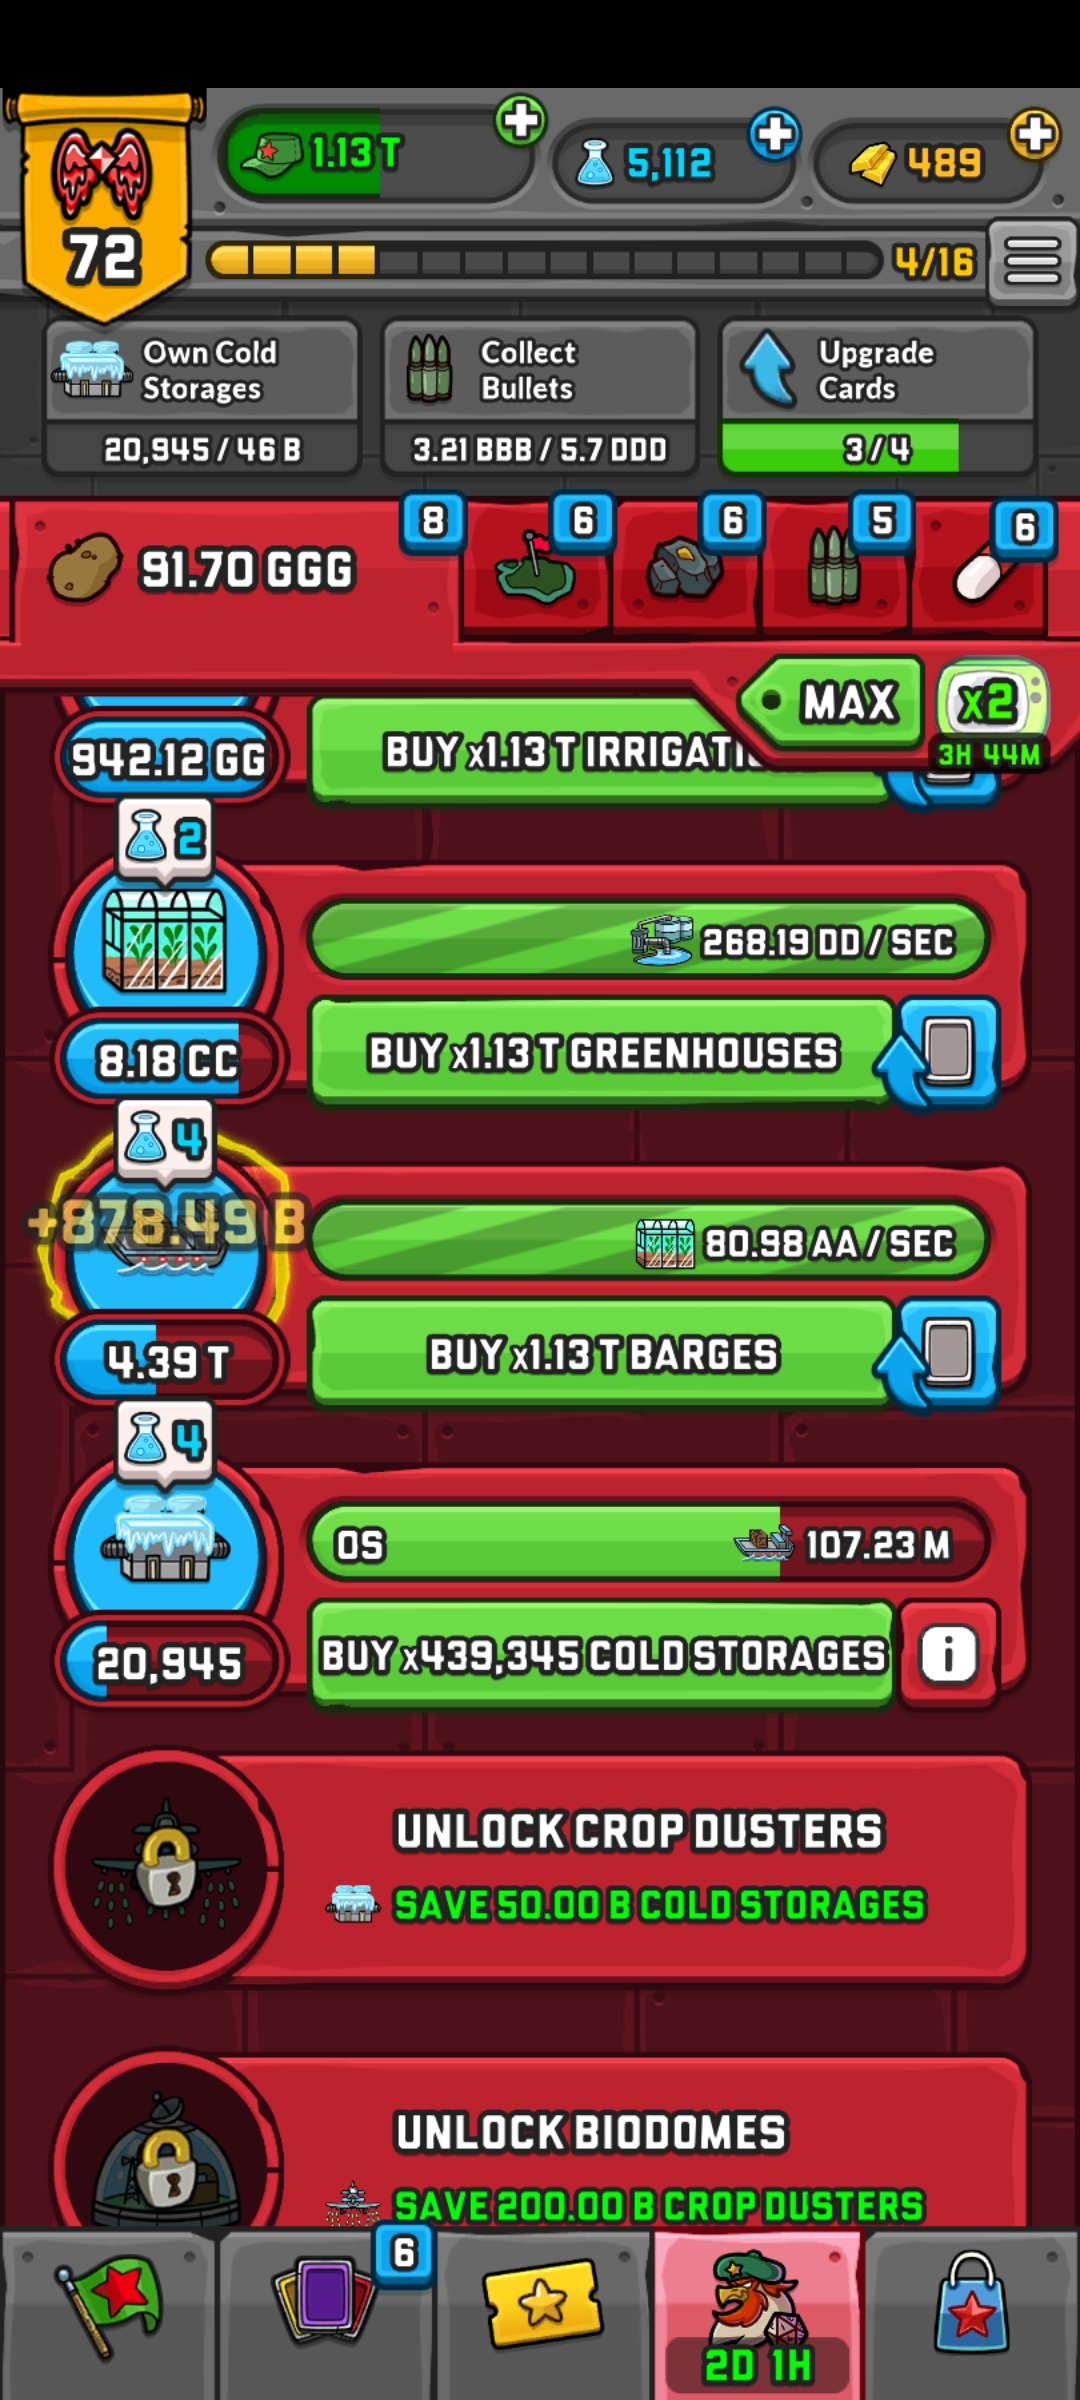 1.13 T
5,112
489
72
4/16
Own Cold
Storages
20,945 / 46 B
Collect
Bullets
3.21 BBB / 5.7 DDD
Upgrade
Cards
3/4
91.70 GGG
8
6
6
5
6
MAX
x2
3H 44M
942.12 GG
BUY x1.13 T
2
268.19 DD / SEC
8.18 CC
BUY x1.13 T GREENHOUSES
4
+878.49 B
80.98 AA / SEC
4.39 T
BUY x1.13 T BARGES
4
0S
107.23 M
20,945
BUY x439,345 COLD STORAGES
i
UNLOCK CROP DUSTERS
SAVE 50.00 B COLD STORAGES
UNLOCK BIODOMES
SAVE 200.00 B CROP DUSTERS
6
2D 1H